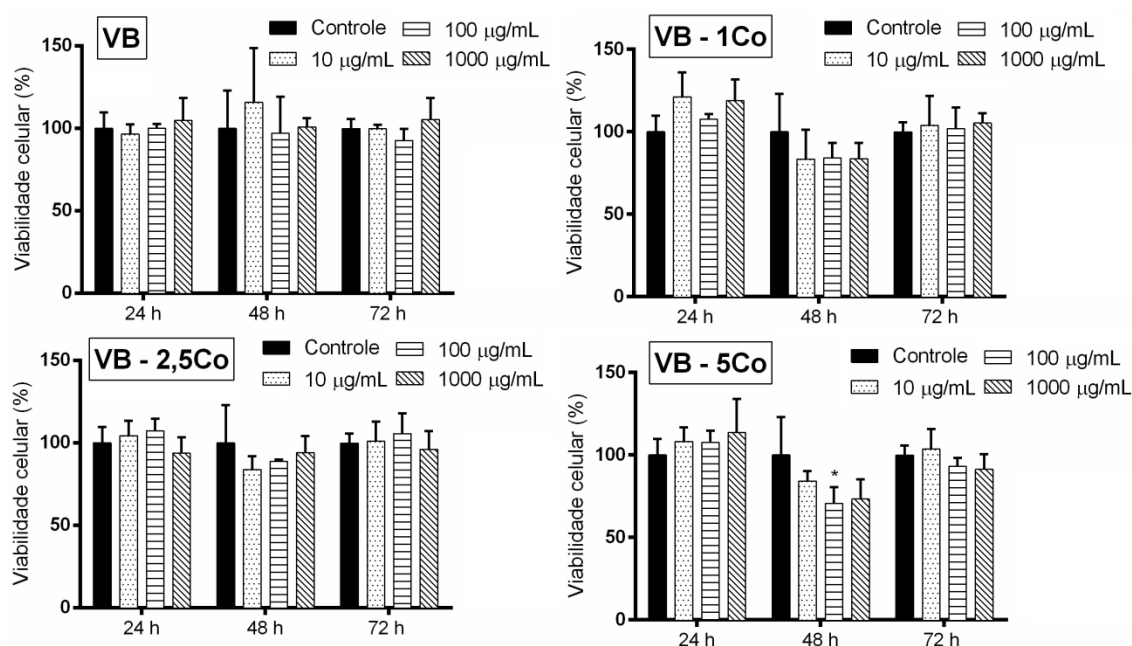 VB
Controle
100 µg/mL
10 µg/mL
1000 µg/mL
Viabilidade celular (%)
150
100
50
0
24 h
48 h
72 h
VB - 1Co
Controle
100 µg/mL
10 µg/mL
1000 µg/mL
Viabilidade celular (%)
150
100
50
0
24 h
48 h
72 h
VB - 2,5Co
Controle
100 µg/mL
10 µg/mL
1000 µg/mL
Viabilidade celular (%)
150
100
50
0
24 h
48 h
72 h
VB - 5Co
Controle
100 µg/mL
10 µg/mL
1000 µg/mL
Viabilidade celular (%)
150
100
50
0
*
24 h
48 h
72 h